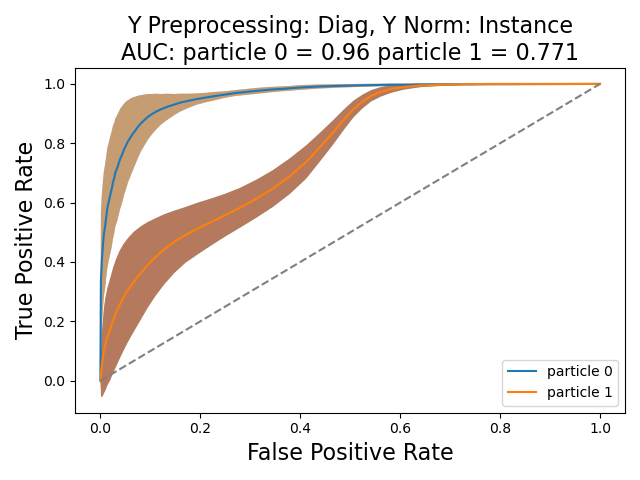 Y Preprocessing: Diag, Y Norm: Instance
AUC: particle 0 = 0.96 particle 1 = 0.771
True Positive Rate
1.0
0.8
0.6
0.4
0.2
0.0
particle 0
particle 1
0.0 0.2 0.4 0.6 0.8 1.0
False Positive Rate